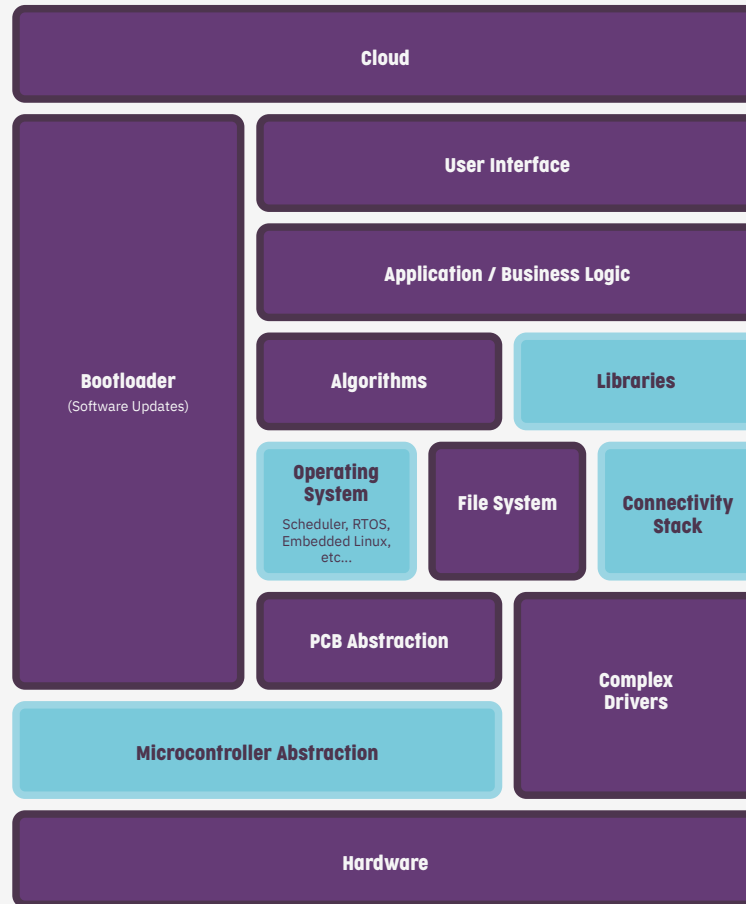 Cloud
User Interface
Application / Business Logic
Bootloader
(Software Updates)
Algorithms
Libraries
Operating
System
Scheduler, RTOS,
Embedded Linux,
etc...
File System
Connectivity
Stack
PCB Abstraction
Complex
Drivers
Microcontroller Abstraction
Hardware